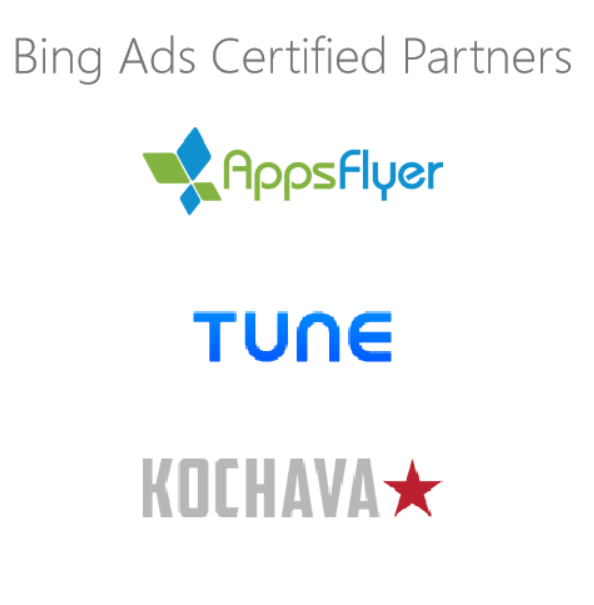 Bing Ads Certified Partners
AppsFlyer
TUNE
KOCHAVA